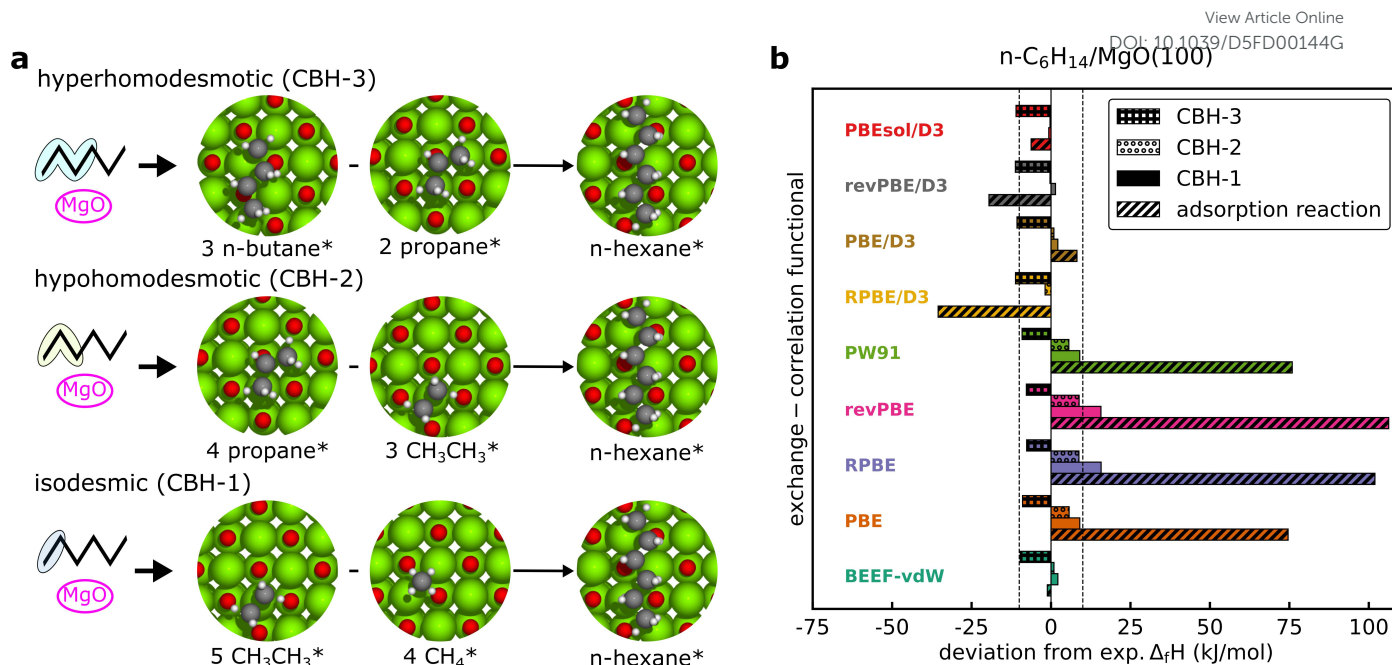 View Article Online
DOI: 10.1039/D5FD00144G
a
hyperhomodesmotic (CBH-3)
MgO
-
3 n-butane*
2 propane*
n-hexane*
hypohomodesmotic (CBH-2)
MgO
-
4 propane*
3 CH₃CH₃*
n-hexane*
isodesmic (CBH-1)
MgO
-
5 CH₃CH₃*
4 CH₄*
n-hexane*
b
n-C₆H₁₄/MgO(100)
exchange − correlation functional
PBEsol/D3
revPBE/D3
PBE/D3
RPBE/D3
PW91
revPBE
RPBE
PBE
BEEF-vdW
CBH-3
CBH-2
CBH-1
adsorption reaction
-75 -50 -25 0 25 50 75 100
deviation from exp. ΔfH (kJ/mol)